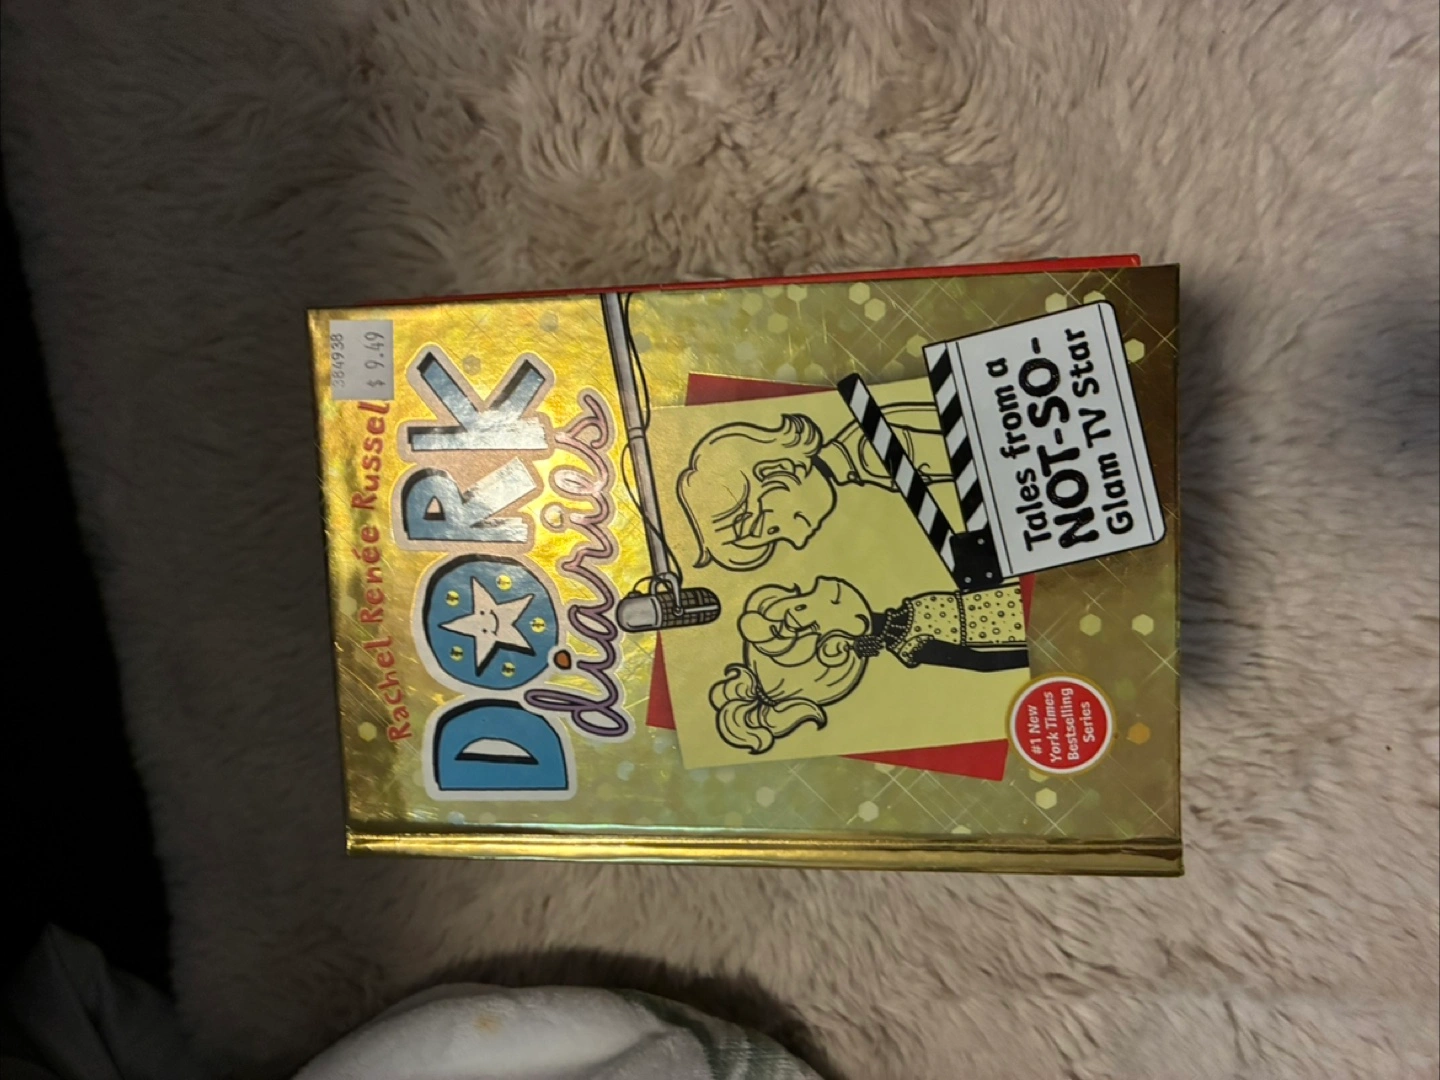 384938
$ 9.49
Rachel Renée Russell
DORK
diaries
Tales from a
NOT-SO-
Glam TV Star
#1 New
York Times
Bestselling
Series